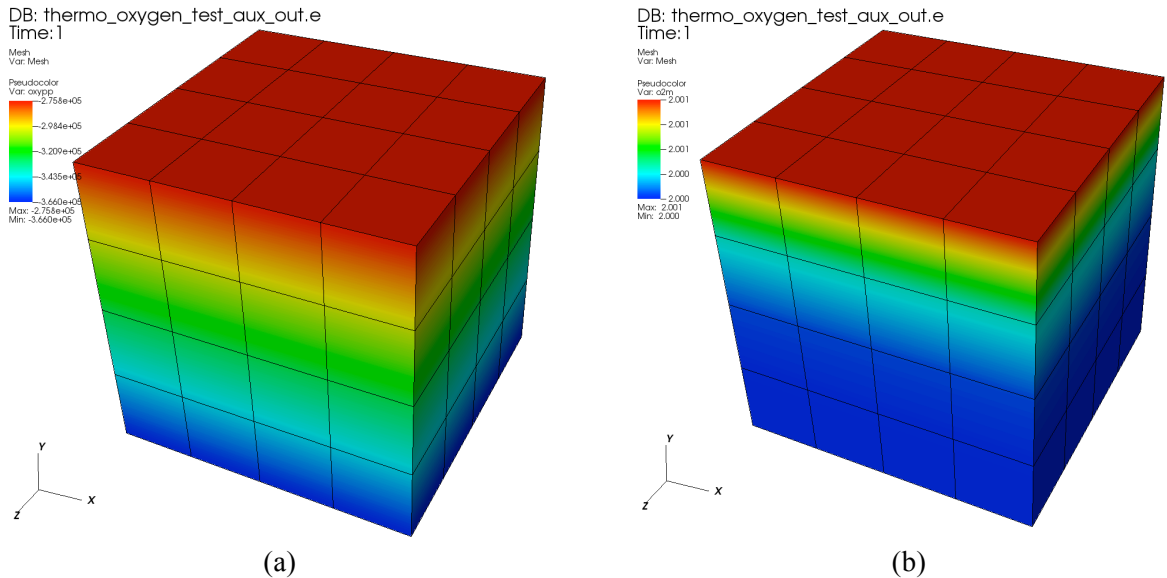 DB: thermo_oxygen_test_aux_out.e
Time:1
Mesh
Var: Mesh
Pseudocolor
Var: oxypp
-2.758e+05
-2.984e+05
-3.209e+05
-3.435e+05
-3.660e+05
Max: -2.758e+05
Min: -3.660e+05
Y
X
Z
(a)
DB: thermo_oxygen_test_aux_out.e
Time:1
Mesh
Var: Mesh
Pseudocolor
Var: o2m
2.001
2.001
2.001
2.000
2.000
Max: 2.001
Min: 2.000
Y
X
Z
(b)